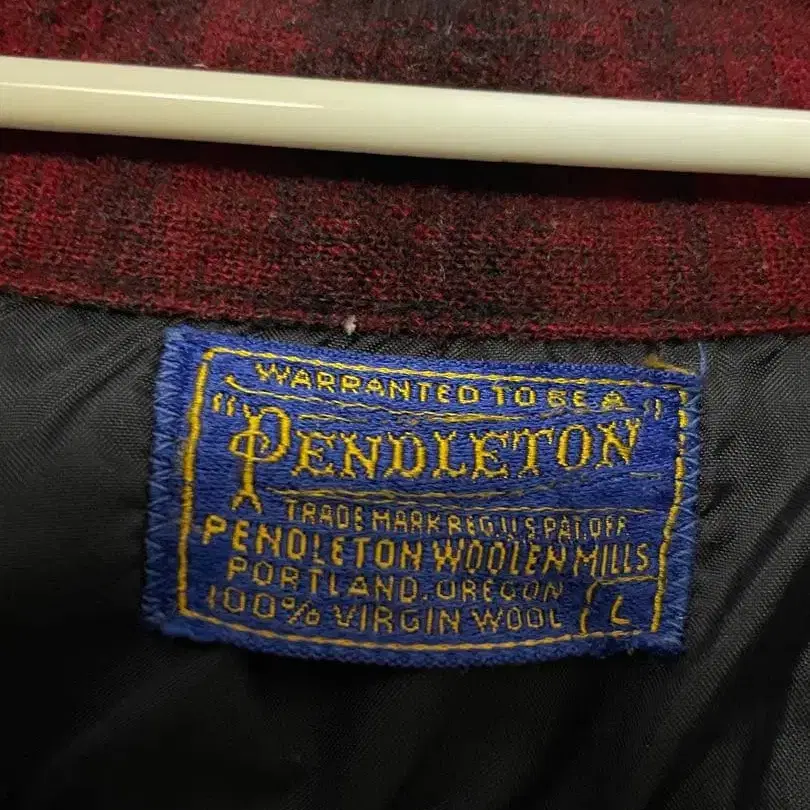 WARRANTED TO BE A
"PENDLETON"
TRADE MARK REG. U.S. PAT. OFF.
PENDLETON WOOLEN MILLS
PORTLAND. OREGON
100% VIRGIN WOOL L